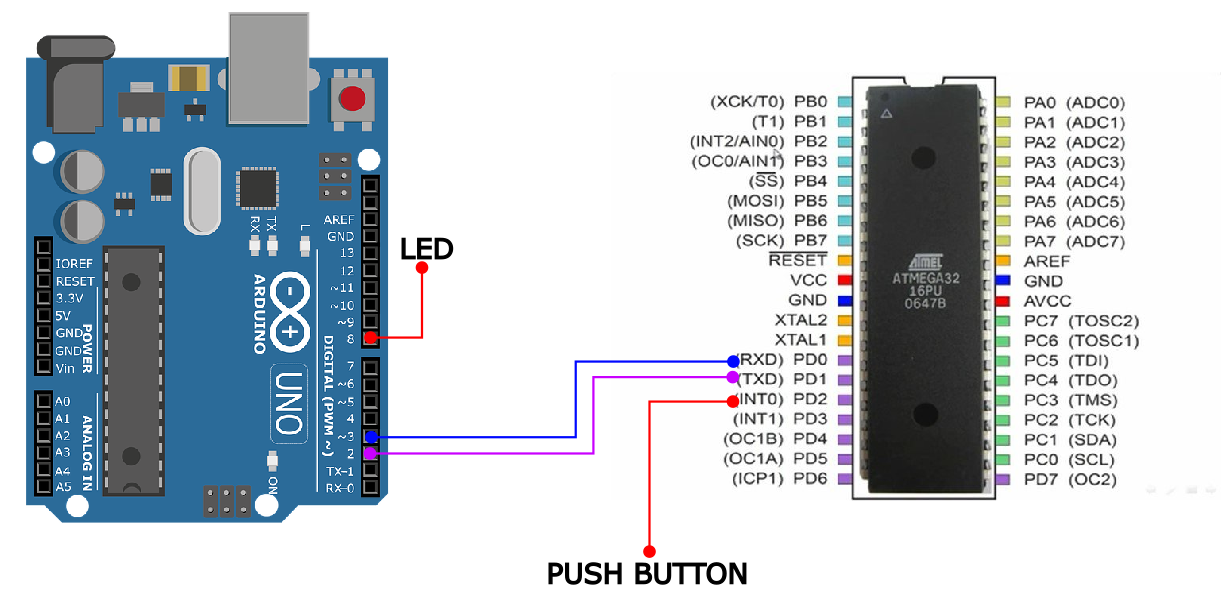 AREF
GND
13
12
~11
~10
~9
8
7
~6
~5
4
~3
2
TX-1
RX-0
RX
TX
L
IOREF
RESET
3.3V
5V
GND
GND
Vin
POWER
A0
A1
A2
A3
A4
A5
ANALOG IN
ARDUINO
UNO
DIGITAL (PWM ~)
ON
LED
PUSH BUTTON
(XCK/T0) PB0
(T1) PB1
(INT2/AIN0) PB2
(OC0/AIN1) PB3
(SS) PB4
(MOSI) PB5
(MISO) PB6
(SCK) PB7
RESET
VCC
GND
XTAL2
XTAL1
(RXD) PD0
(TXD) PD1
(INT0) PD2
(INT1) PD3
(OC1B) PD4
(OC1A) PD5
(ICP1) PD6
ATMEL
ATMEGA32
16PU
0647B
PA0 (ADC0)
PA1 (ADC1)
PA2 (ADC2)
PA3 (ADC3)
PA4 (ADC4)
PA5 (ADC5)
PA6 (ADC6)
PA7 (ADC7)
AREF
GND
AVCC
PC7 (TOSC2)
PC6 (TOSC1)
PC5 (TDI)
PC4 (TDO)
PC3 (TMS)
PC2 (TCK)
PC1 (SDA)
PC0 (SCL)
PD7 (OC2)